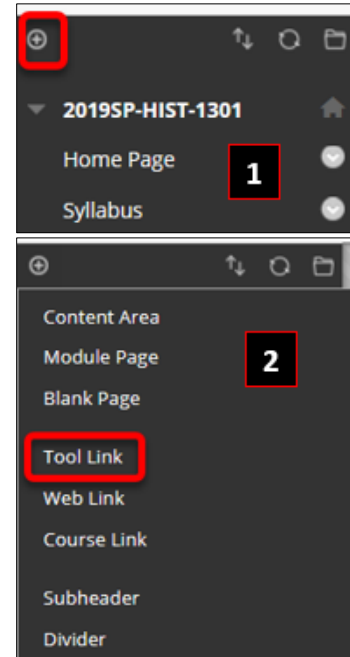 2019SP-HIST-1301
Home Page
1
Syllabus
Content Area
Module Page
2
Blank Page
Tool Link
Web Link
Course Link
Subheader
Divider